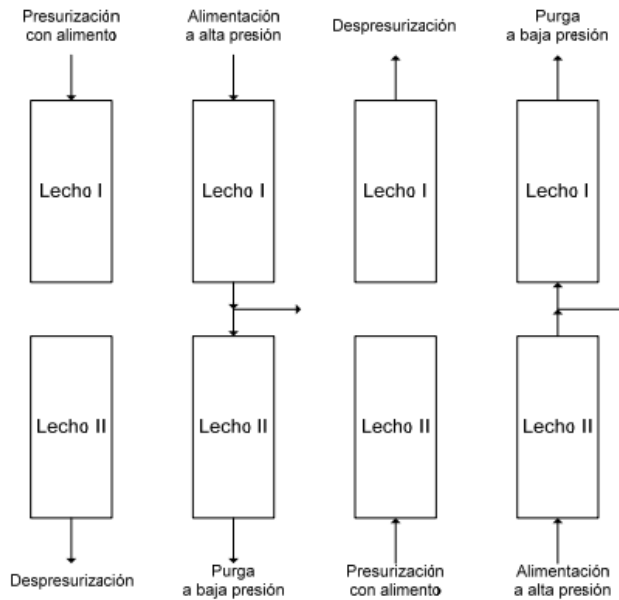 Presurización
con alimento
Alimentación
a alta presión
Despresurización
Purga
a baja presión
Lecho I
Lecho I
Lecho I
Lecho I
Lecho II
Lecho II
Lecho II
Lecho II
Despresurización
Purga
a baja presión
Presurización
con alimento
Alimentación
a alta presión